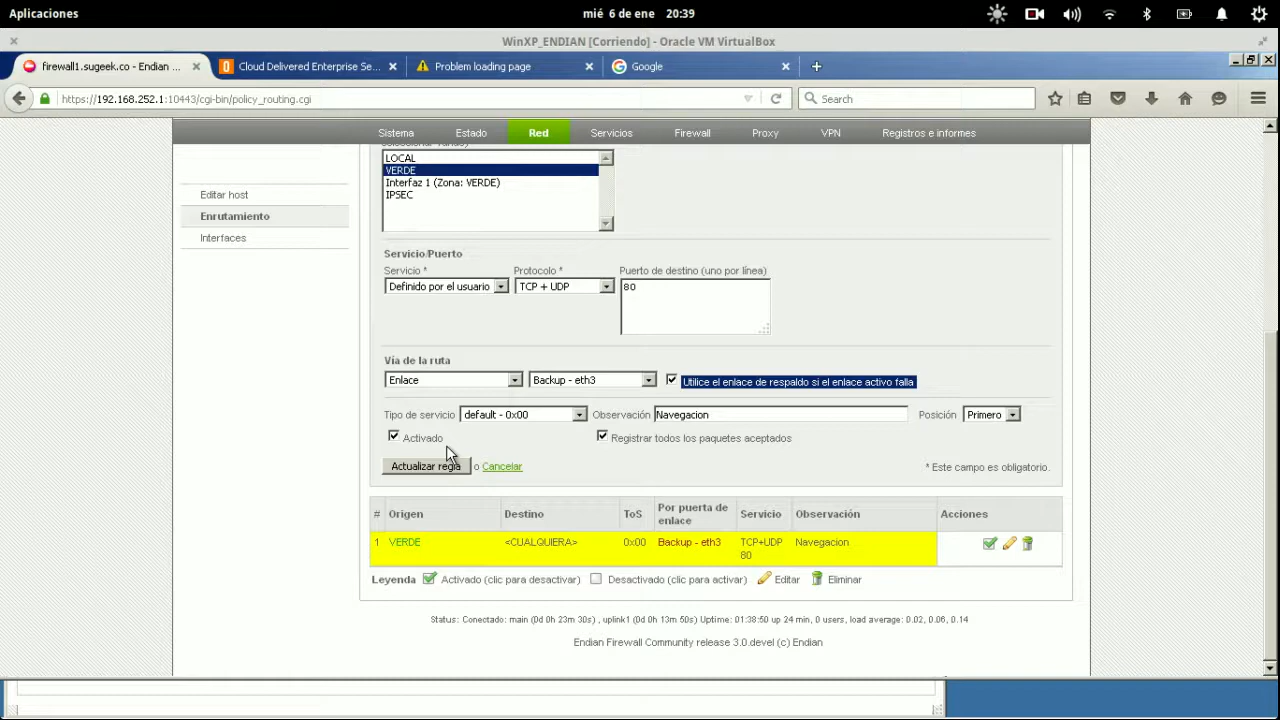 Aplicaciones
mié 6 de ene 20:39
WinXP_ENDIAN [Corriendo] - Oracle VM VirtualBox
firewall1.sugeek.co - Endian ...
Cloud Delivered Enterprise Se...
Problem loading page
Google
https://192.168.252.1:10443/cgi-bin/policy_routing.cgi
Search
Sistema
Estado
Red
Servicios
Firewall
Proxy
VPN
Registros e informes
LOCAL
VERDE
Interfaz 1 (Zona: VERDE)
IPSEC
Editar host
Enrutamiento
Interfaces
Servicio/Puerto
Servicio * Protocolo * Puerto de destino (uno por línea)
Definido por el usuario TCP + UDP 80
Vía de la ruta
Enlace Backup - eth3 Utilice el enlace de respaldo si el enlace activo falla
Tipo de servicio default - 0x00 Observación Navegacion Posición Primero
Activado Registrar todos los paquetes aceptados
Actualizar regla o Cancelar * Este campo es obligatorio.
# Origen Destino ToS Por puerta de enlace Servicio Observación Acciones
1 VERDE <CUALQUIERA> 0x00 Backup - eth3 TCP+UDP 80 Navegacion
Leyenda Activado (clic para desactivar) Desactivado (clic para activar) Editar Eliminar
Status: Conectado: main (0d 0h 23m 30s) , uplink1 (0d 0h 13m 50s) Uptime: 01:38:50 up 24 min, 0 users, load average: 0.02, 0.06, 0.14
Endian Firewall Community release 3.0.devel (c) Endian